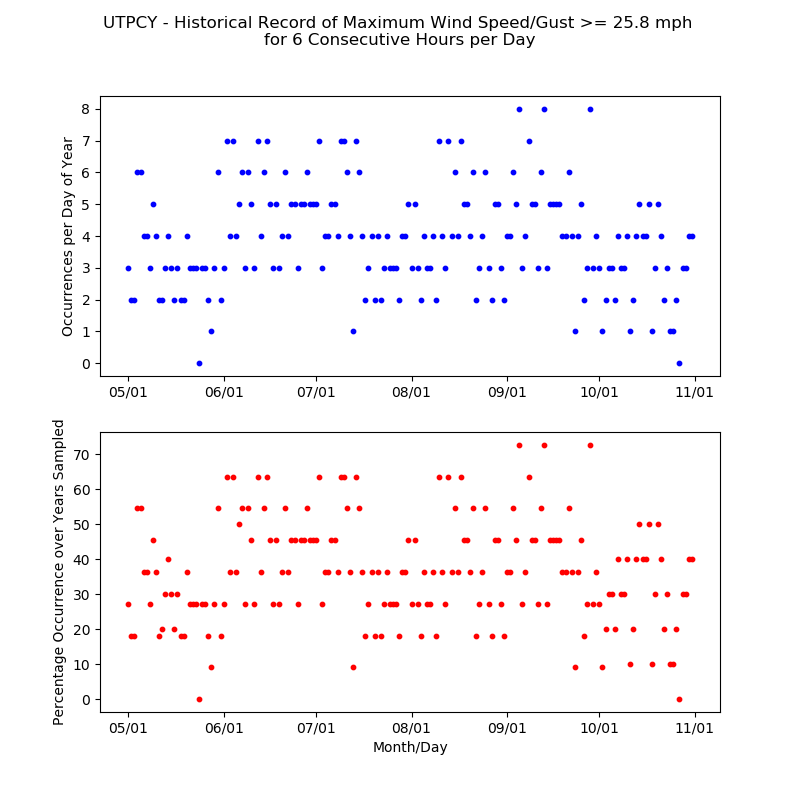 UTPCY - Historical Record of Maximum Wind Speed/Gust >= 25.8 mph
for 6 Consecutive Hours per Day
Occurrences per Day of Year
8
7
6
5
4
3
2
1
0
05/01 06/01 07/01 08/01 09/01 10/01 11/01
Percentage Occurrence over Years Sampled
70
60
50
40
30
20
10
0
05/01 06/01 07/01 08/01 09/01 10/01 11/01
Month/Day